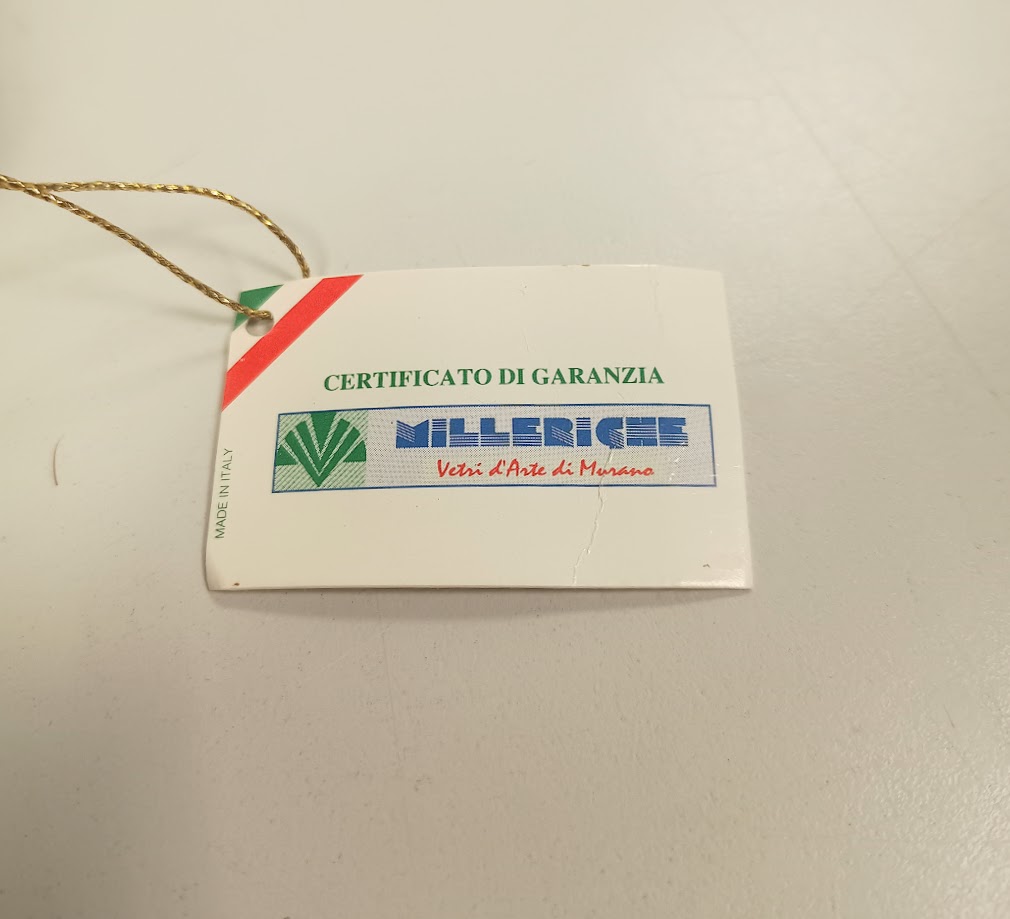 CERTIFICATO DI GARANZIA
MILLERIGHE
Vetri d'Arte di Murano
MADE IN ITALY